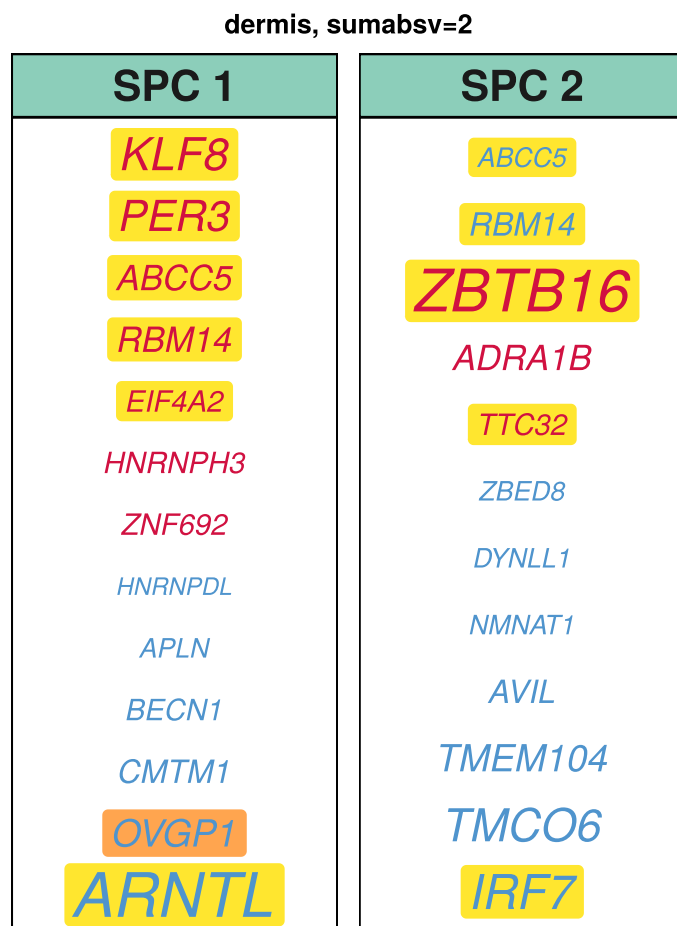 dermis, sumabsv=2
SPC 1
KLF8
PER3
ABCC5
RBM14
EIF4A2
HNRNPH3
ZNF692
HNRNPDL
APLN
BECN1
CMTM1
OVGP1
ARNTL
SPC 2
ABCC5
RBM14
ZBTB16
ADRA1B
TTC32
ZBED8
DYNLL1
NMNAT1
AVIL
TMEM104
TMCO6
IRF7